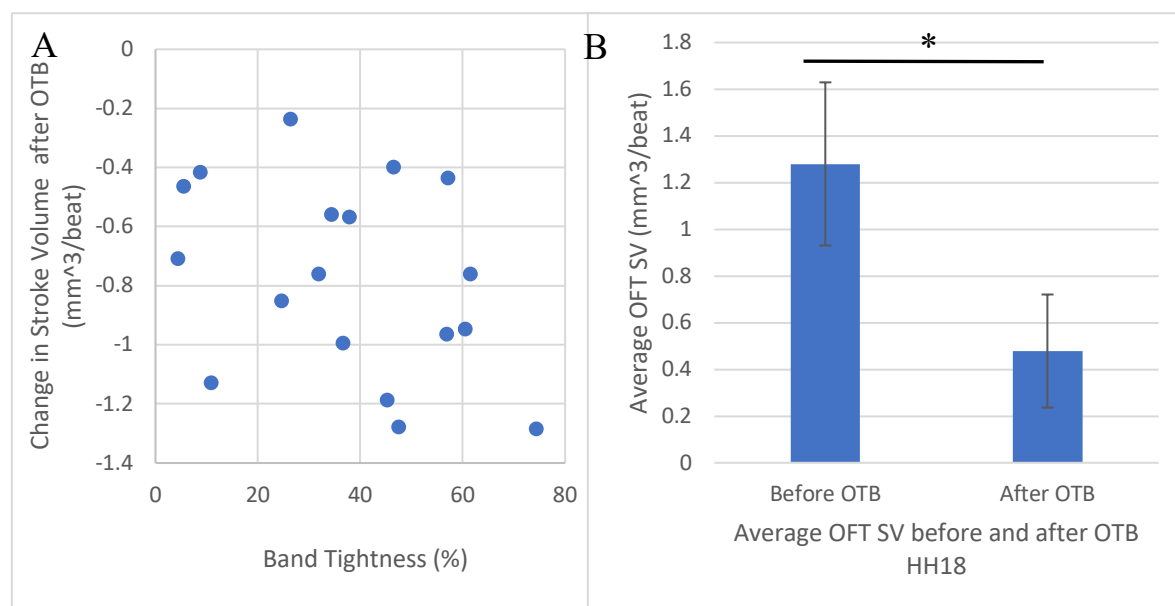 A
Change in Stroke Volume after OTB
(mm^3/beat)
0
-0.2
-0.4
-0.6
-0.8
-1
-1.2
-1.4
0 20 40 60 80
Band Tightness (%)
B
*
Average OFT SV (mm^3/beat)
1.8
1.6
1.4
1.2
1
0.8
0.6
0.4
0.2
0
Before OTB After OTB
Average OFT SV before and after OTB
HH18